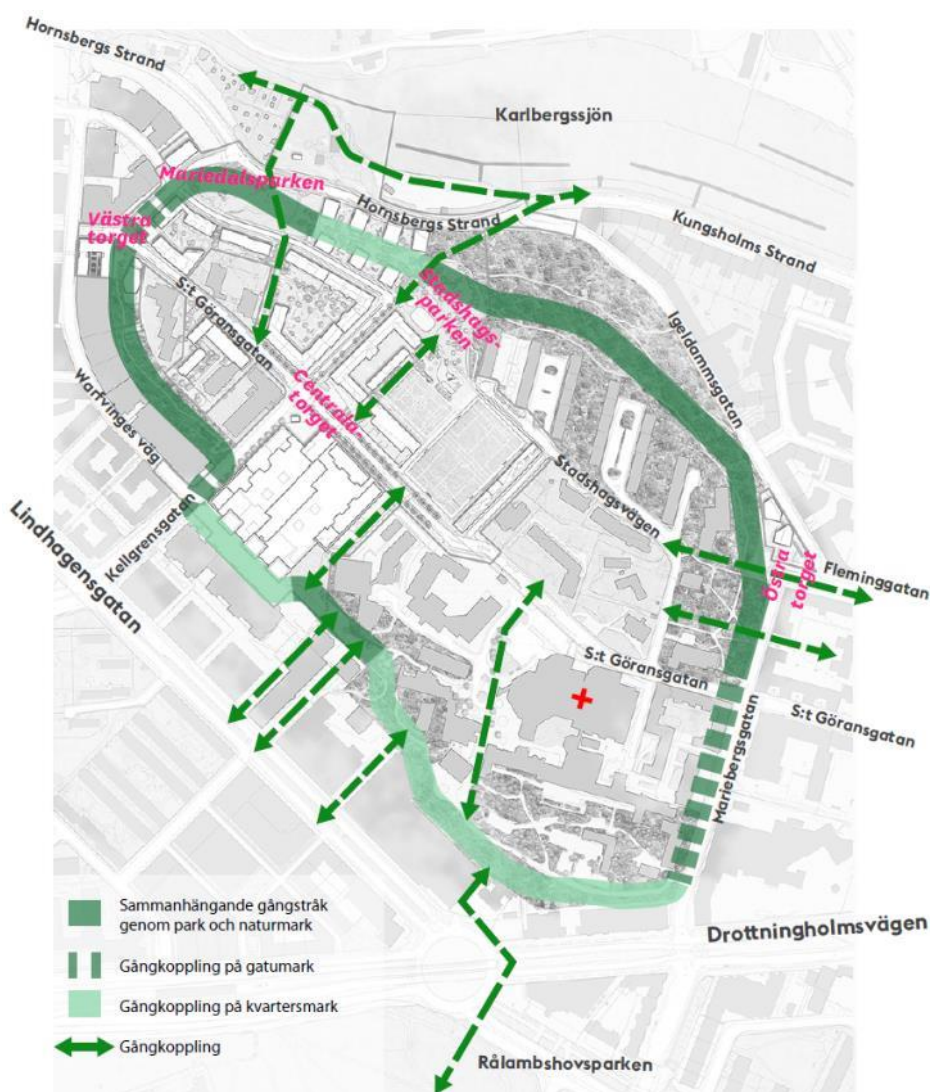 Hornsbergs Strand
Karlbergssjön
Mariedalsparken
Hornsbergs Strand
Kungsholms Strand
Västra
torget
Stadshags-
parken
S:t Göransgatan
Igeldammsgatan
Centrala-
torget
Warfvinges väg
Stadshagsvägen
Kellgrensgatan
Lindhagensgatan
Östra
torget
Fleminggatan
S:t Göransgatan
S:t Göransgatan
Mariebergsgatan
Sammanhängande gångstråk
genom park och naturmark
Drottningholmsvägen
Gångkoppling på gatumark
Gångkoppling på kvartersmark
Gångkoppling
Rålambshovsparken